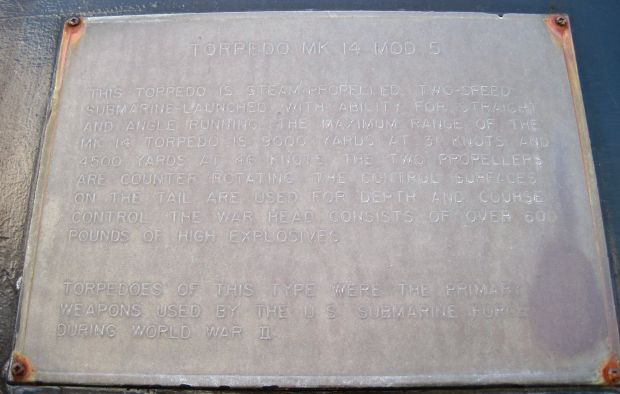 TORPEDO MK 14 MOD 5
THIS TORPEDO IS STEAM-PROPELLED, TWO-SPEED
SUBMARINE-LAUNCHED WITH ABILITY FOR STRAIGHT
AND ANGLE RUNNING. THE MAXIMUM RANGE OF THE
MK 14 TORPEDO IS 9000 YARDS AT 31 KNOTS AND
4500 YARDS AT 46 KNOTS. THE TWO PROPELLERS
ARE COUNTER ROTATING. THE CONTROL SURFACES
ON THE TAIL ARE USED FOR DEPTH AND COURSE
CONTROL. THE WAR HEAD CONSISTS OF OVER 600
POUNDS OF HIGH EXPLOSIVES
TORPEDOES OF THIS TYPE WERE THE PRIMARY
WEAPONS USED BY THE U.S. SUBMARINE FORCE
DURING WORLD WAR II.